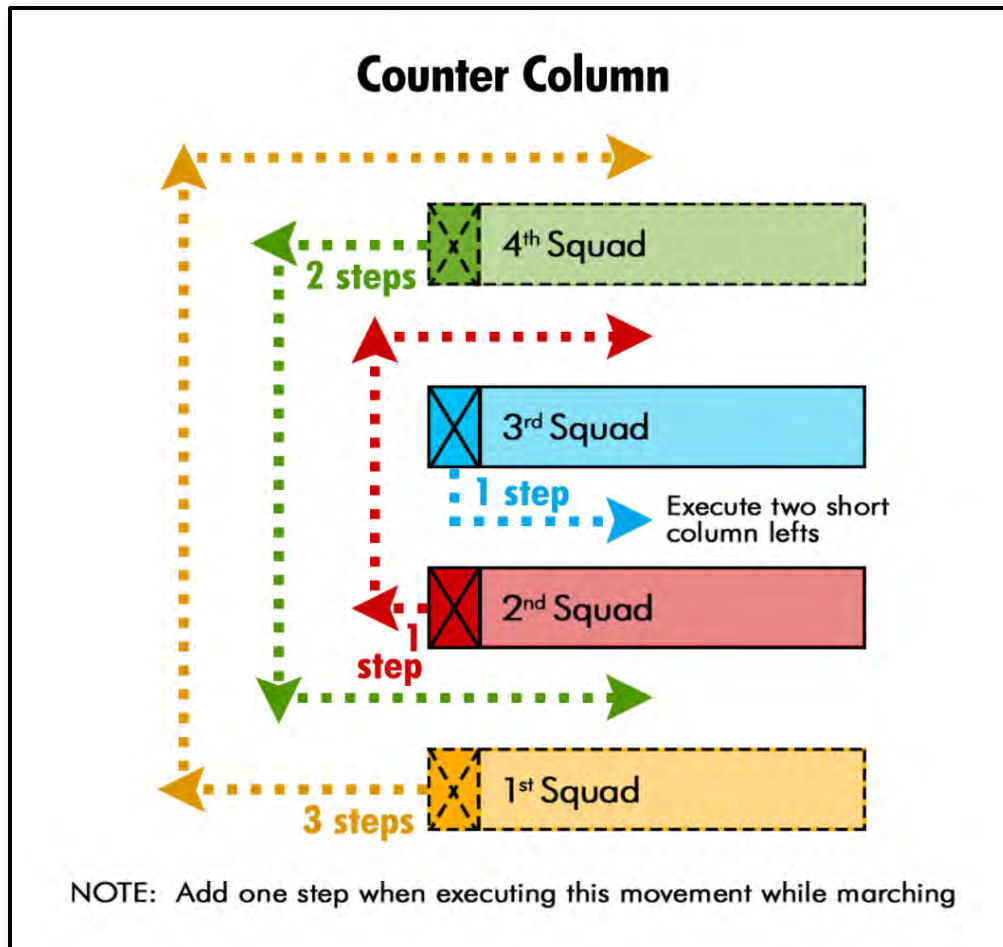 Counter Column
4th Squad
2 steps
3rd Squad
1 step
Execute two short
column lefts
2nd Squad
1
step
1st Squad
3 steps
NOTE: Add one step when executing this movement while marching